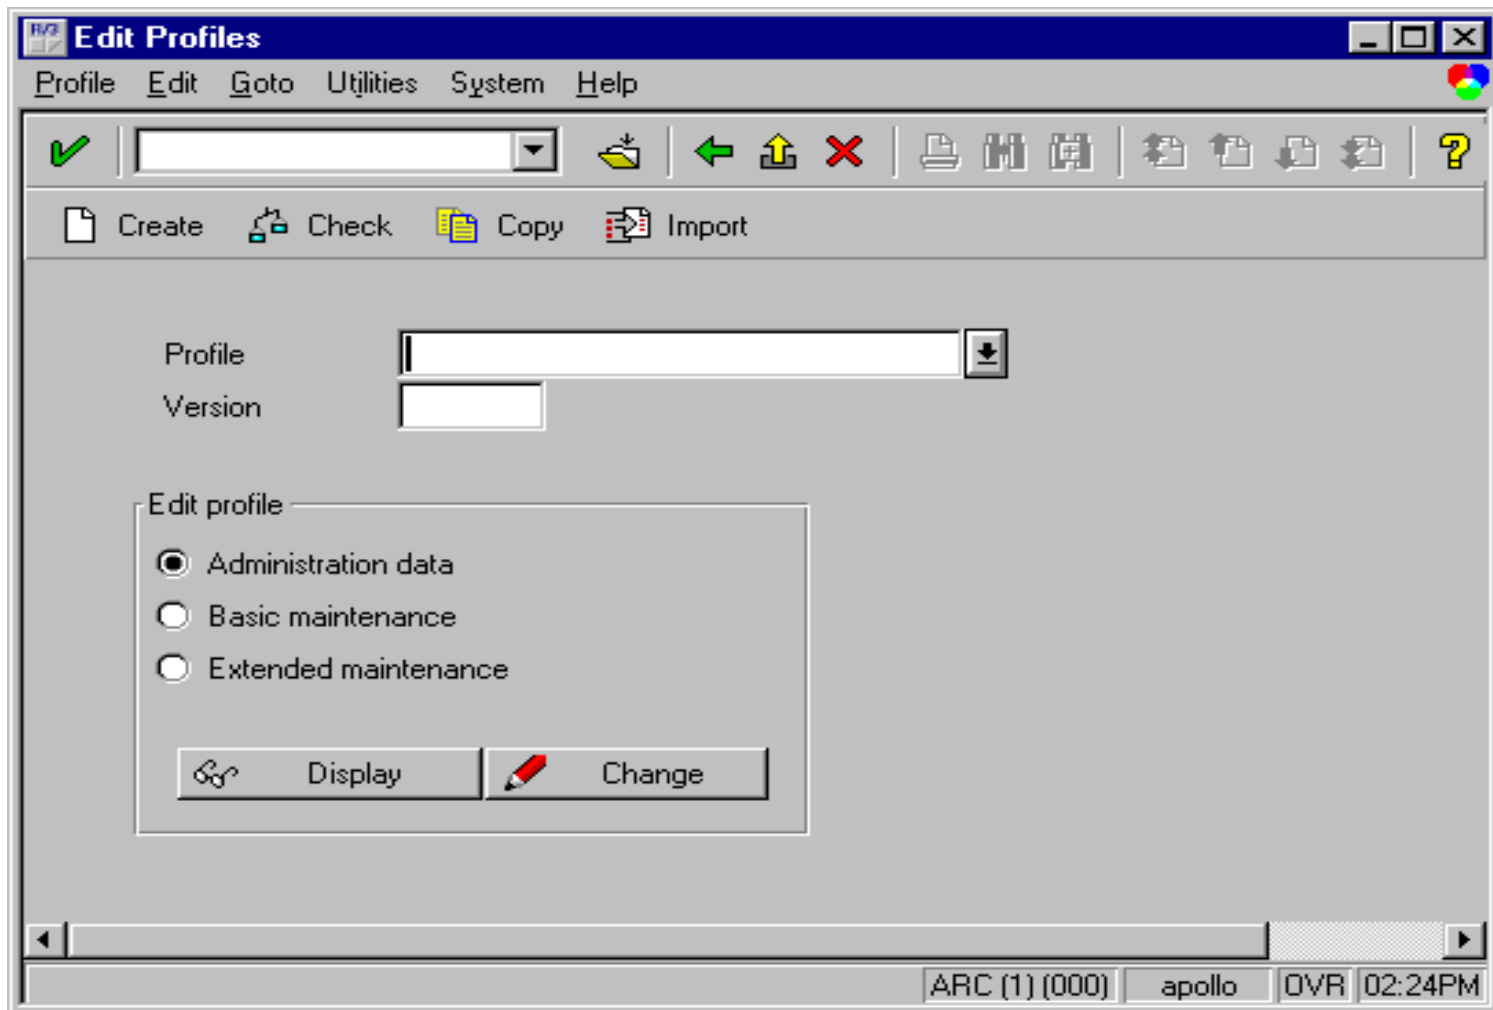 R/3 Edit Profiles
Profile Edit Goto Utilities System Help
Create Check Copy Import
Profile
Version
Edit profile
Administration data
Basic maintenance
Extended maintenance
Display Change
ARC (1) (000) apollo OVR 02:24PM